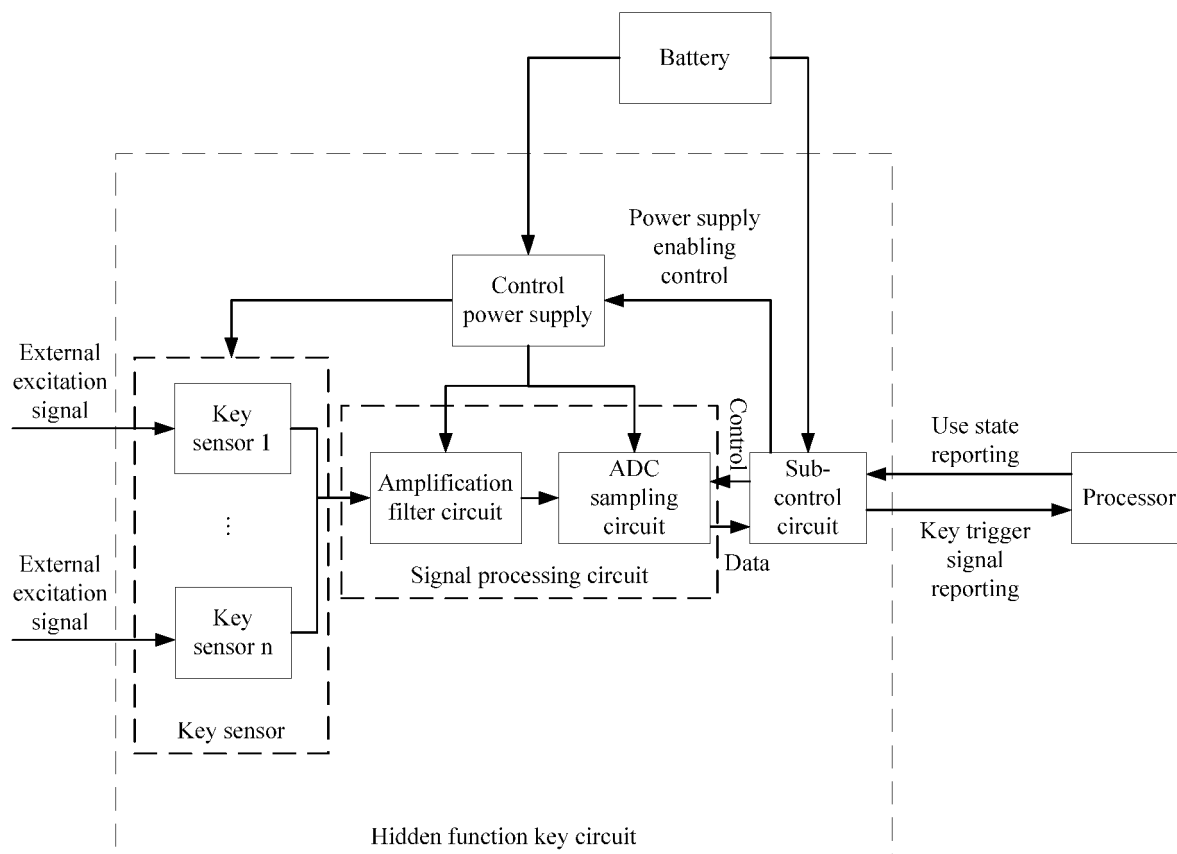 Battery
Power supply
enabling
control
Control
power supply
External
excitation
signal
Key
sensor 1
Control
Use state
reporting
Amplification
filter circuit
ADC
sampling
circuit
Sub-
control
circuit
Processor
...
Key trigger
signal
reporting
Data
Signal processing circuit
External
excitation
signal
Key
sensor n
Key sensor
Hidden function key circuit